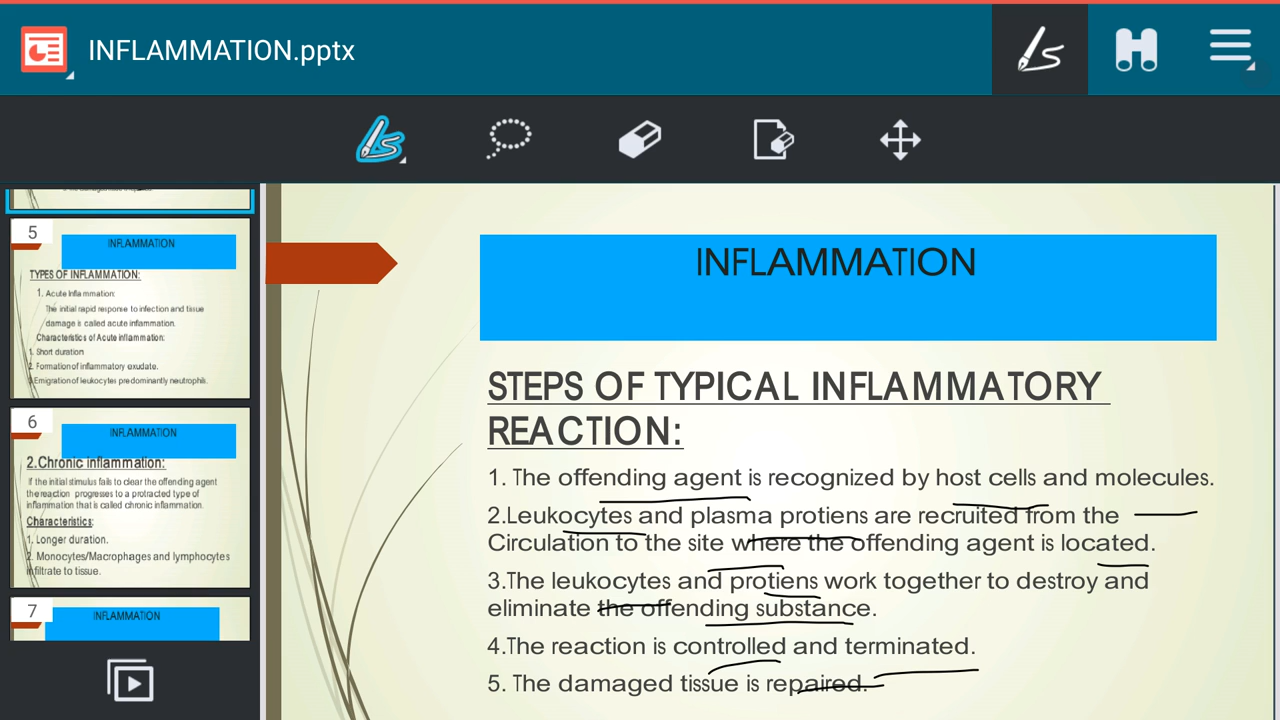 INFLAMMATION.pptx
5
INFLAMMATION
TYPES OF INFLAMMATION:
1. Acute Infla mmation:
The initial rapid response to infection and tissue
damage is called acute inflammation.
Characteristics of Acute inflammation:
1. Short duration
2. Formation of inflammatory exudate.
3.Emigration of leukocytes predominantly neutrophils.
6
INFLAMMATION
2.Chronic inflammation:
If the initial stimulus fails to clear the offending agent
the reaction progresses to a protracted type of
inflammation that is called chronic inflammation.
Characteristics:
1. Longer duration.
2. Monocytes/Macrophages and lymphocytes
infiltrate to tissue.
7
INFLAMMATION
INFLAMMATION
STEPS OF TYPICAL INFLAMMATORY
REACTION:
1. The offending agent is recognized by host cells and molecules.
2.Leukocytes and plasma protiens are recruited from the
Circulation to the site where the offending agent is located.
3.The leukocytes and protiens work together to destroy and
eliminate the offending substance.
4.The reaction is controlled and terminated.
5. The damaged tissue is repaired.